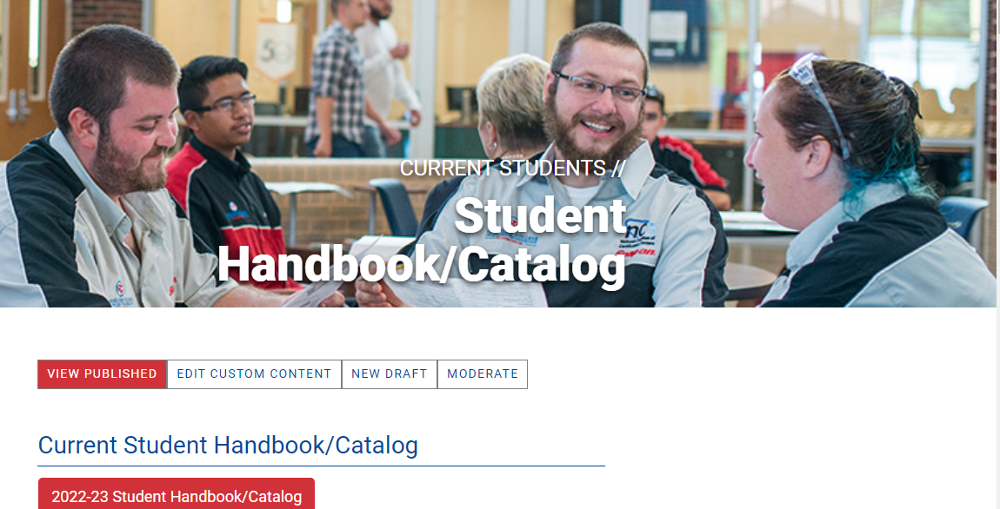 CURRENT STUDENTS //
Student
Handbook/Catalog
VIEW PUBLISHED
EDIT CUSTOM CONTENT
NEW DRAFT
MODERATE
Current Student Handbook/Catalog
2022-23 Student Handbook/Catalog